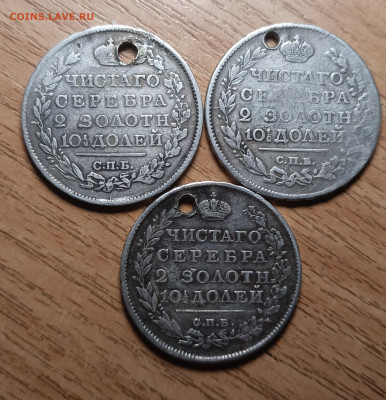 COINS.LAVE.RU
ЧИСТАГО
СЕРЕБРА
2 ЗОЛОТН
10½ ДОЛЕЙ
С.П.Б.
ЧИСТАГО
СЕРЕБРА
2 ЗОЛОТН
10½ ДОЛЕЙ
С.П.Б.
ЧИСТАГО
СЕРЕБРА
2 ЗОЛОТН
10½ ДОЛЕЙ
С.П.Б.